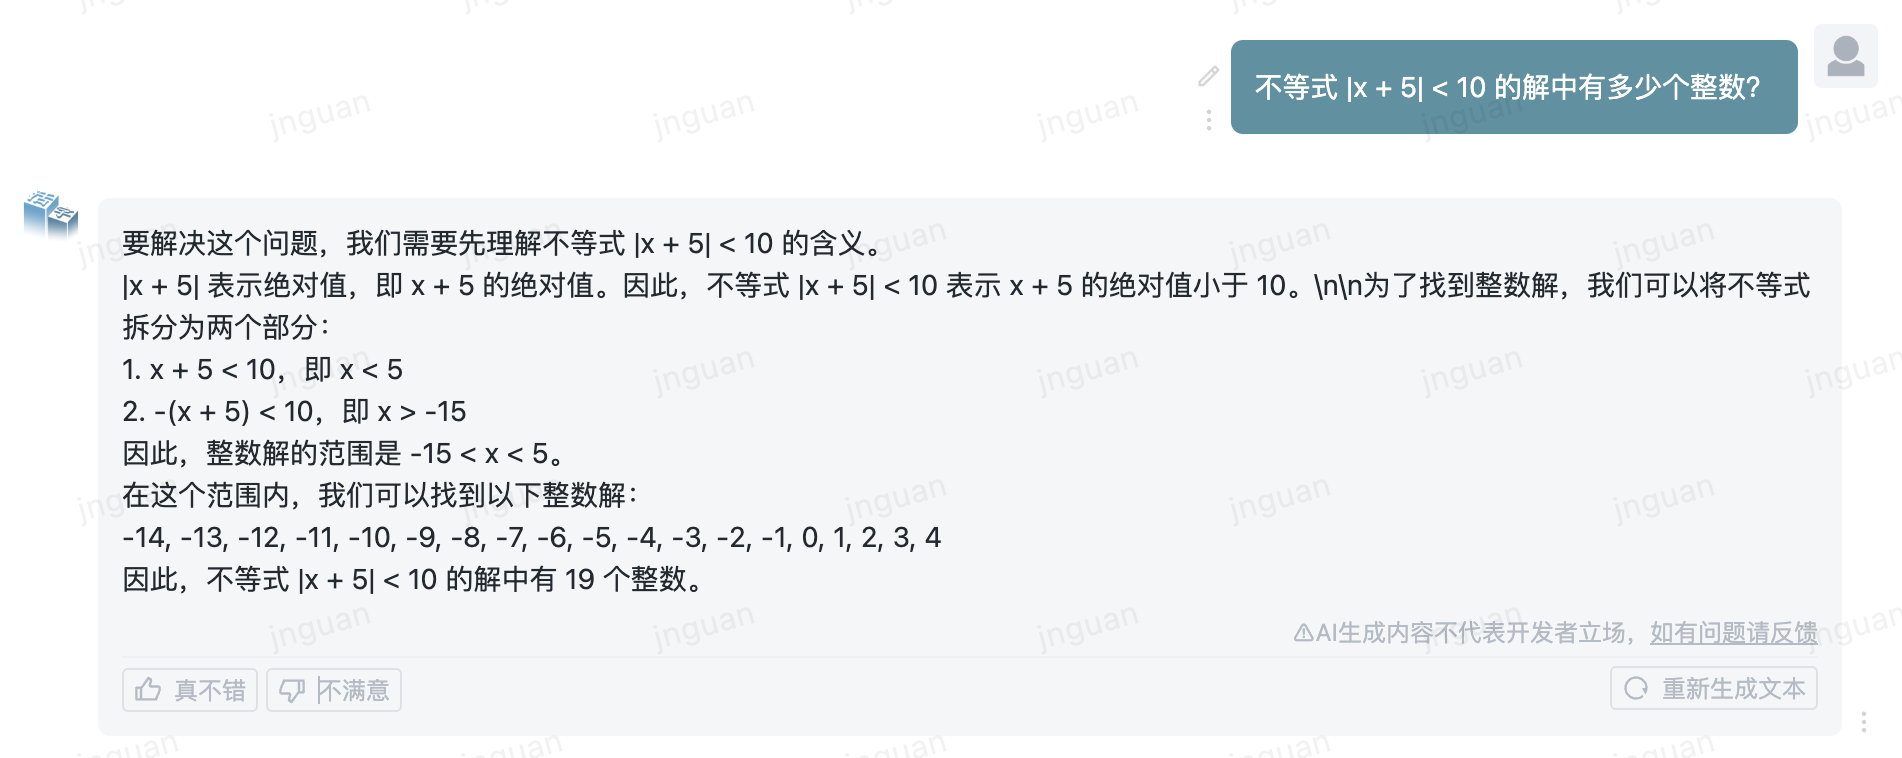 不等式 |x + 5| < 10 的解中有多少个整数?
活字
要解决这个问题，我们需要先理解不等式 |x + 5| < 10 的含义。
|x + 5| 表示绝对值，即 x + 5 的绝对值。因此，不等式 |x + 5| < 10 表示 x + 5 的绝对值小于 10。\n\n为了找到整数解，我们可以将不等式
拆分为两个部分：
1. x + 5 < 10，即 x < 5
2. -(x + 5) < 10，即 x > -15
因此，整数解的范围是 -15 < x < 5。
在这个范围内，我们可以找到以下整数解：
-14, -13, -12, -11, -10, -9, -8, -7, -6, -5, -4, -3, -2, -1, 0, 1, 2, 3, 4
因此，不等式 |x + 5| < 10 的解中有 19 个整数。
AI生成内容不代表开发者立场，如有问题请反馈
真不错 不满意 重新生成文本
jnguan